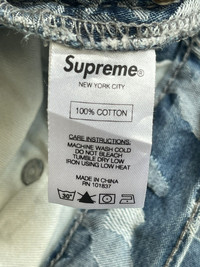 Supreme®
NEW YORK CITY
100% COTTON
CARE INSTRUCTIONS:
MACHINE WASH COLD
DO NOT BLEACH
TUMBLE DRY LOW
IRON USING LOW HEAT
MADE IN CHINA
RN 101837
30°